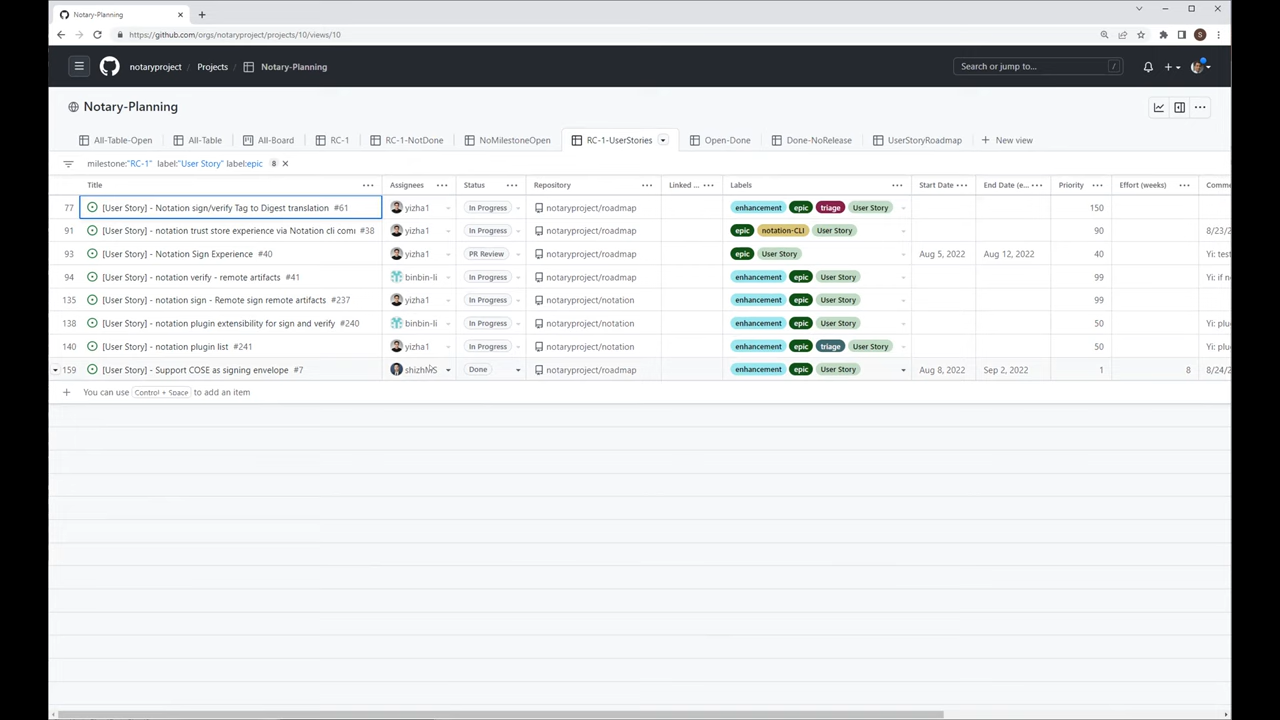 Notary-Planning
https://github.com/orgs/notaryproject/projects/10/views/10
S
notaryproject Projects Notary-Planning Search or jump to... /
Notary-Planning
All-Table-Open All-Table All-Board RC-1 RC-1-NotDone NoMilestoneOpen RC-1-UserStories Open-Done Done-NoRelease UserStoryRoadmap New view
milestone:"RC-1" label:"User Story" label:epic 8
Title Assignees Status Repository Linked ... Labels Start Date End Date (e... Priority Effort (weeks) Comme
77 [User Story] - Notation sign/verify Tag to Digest translation #61 yizha1 In Progress notaryproject/roadmap enhancement epic triage User Story 150
91 [User Story] - notation trust store experience via Notation cli comi #38 yizha1 In Progress notaryproject/roadmap epic notation-CLI User Story 90 8/23/2
93 [User Story] - Notation Sign Experience #40 yizha1 PR Review notaryproject/roadmap epic User Story Aug 5, 2022 Aug 12, 2022 40 Yi: test
94 [User Story] - notation verify - remote artifacts #41 binbin-li In Progress notaryproject/roadmap enhancement epic User Story 99 Yi: if n
135 [User Story] - notation sign - Remote sign remote artifacts #237 yizha1 In Progress notaryproject/notation enhancement epic User Story 99
138 [User Story] - notation plugin extensibility for sign and verify #240 binbin-li In Progress notaryproject/notation enhancement epic User Story 50 Yi: plu
140 [User Story] - notation plugin list #241 yizha1 In Progress notaryproject/notation enhancement epic triage User Story 50 Yi: plu
159 [User Story] - Support COSE as signing envelope #7 Done notaryproject/roadmap enhancement epic User Story Aug 8, 2022 Sep 2, 2022 1 8 8/24/2
You can use Control + Space to add an item